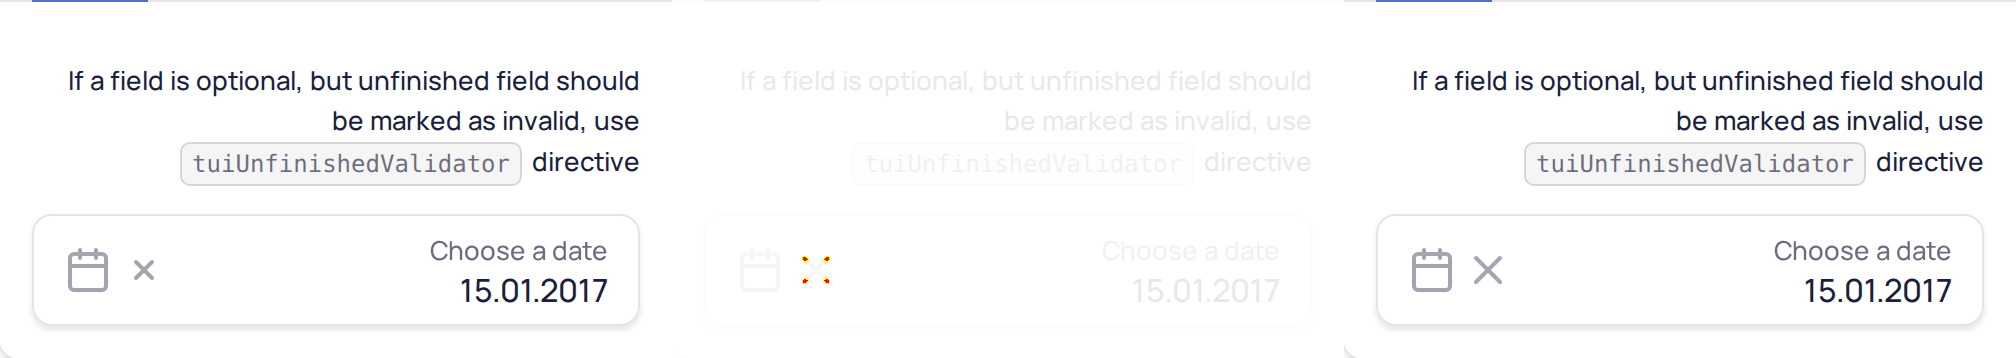 If a field is optional, but unfinished field should
be marked as invalid, use
tuiUnfinishedValidator directive
Choose a date
15.01.2017
If a field is optional, but unfinished field should
be marked as invalid, use
tuiUnfinishedValidator directive
Choose a date
15.01.2017
If a field is optional, but unfinished field should
be marked as invalid, use
tuiUnfinishedValidator directive
Choose a date
15.01.2017